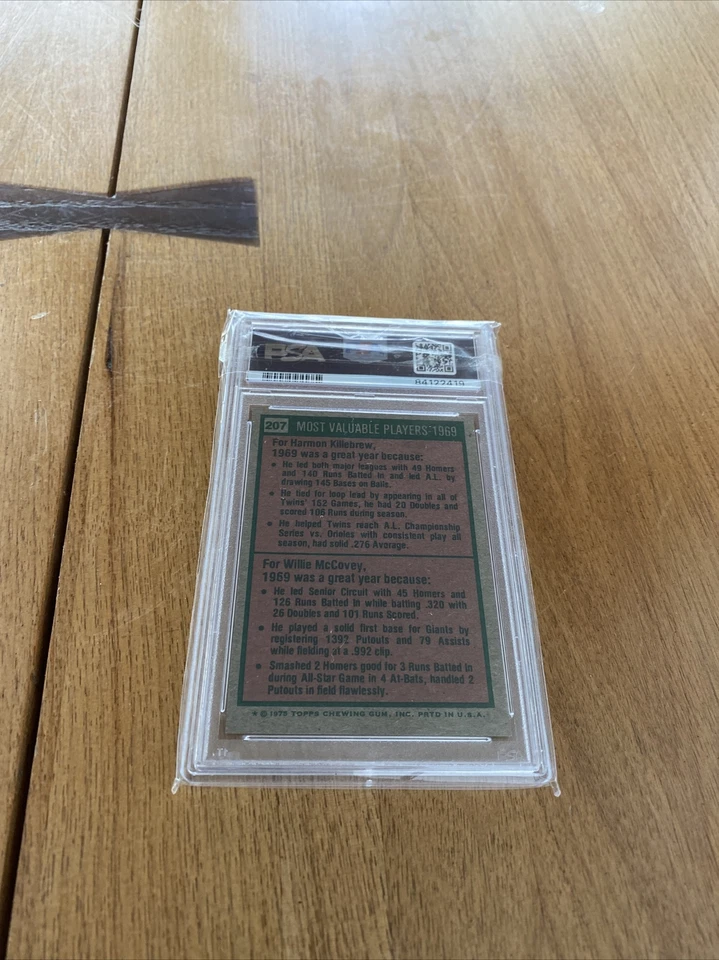 PSA
84122419
207 MOST VALUABLE PLAYERS-1969
For Harmon Killebrew,
1969 was a great year because:
• He led both major leagues with 49 Homers
and 140 Runs Batted In and led A.L. by
drawing 145 Bases on Balls.
• He tied for loop lead by appearing in all of
Twins' 162 Games, he had 20 Doubles and
scored 106 Runs during season.
• He helped Twins reach A.L. Championship
Series vs. Orioles with consistent play all
season, had solid .276 Average.
For Willie McCovey,
1969 was a great year because:
• He led Senior Circuit with 45 Homers and
126 Runs Batted In while batting .320 with
26 Doubles and 101 Runs Scored.
• He played a solid first base for Giants by
registering 1392 Putouts and 79 Assists
while fielding at a .992 clip.
• Smashed 2 Homers good for 3 Runs Batted In
during All-Star Game in 4 At-Bats, handled 2
Putouts in field flawlessly.
* © 1975 TOPPS CHEWING GUM, INC. PRTD IN U.S.A.